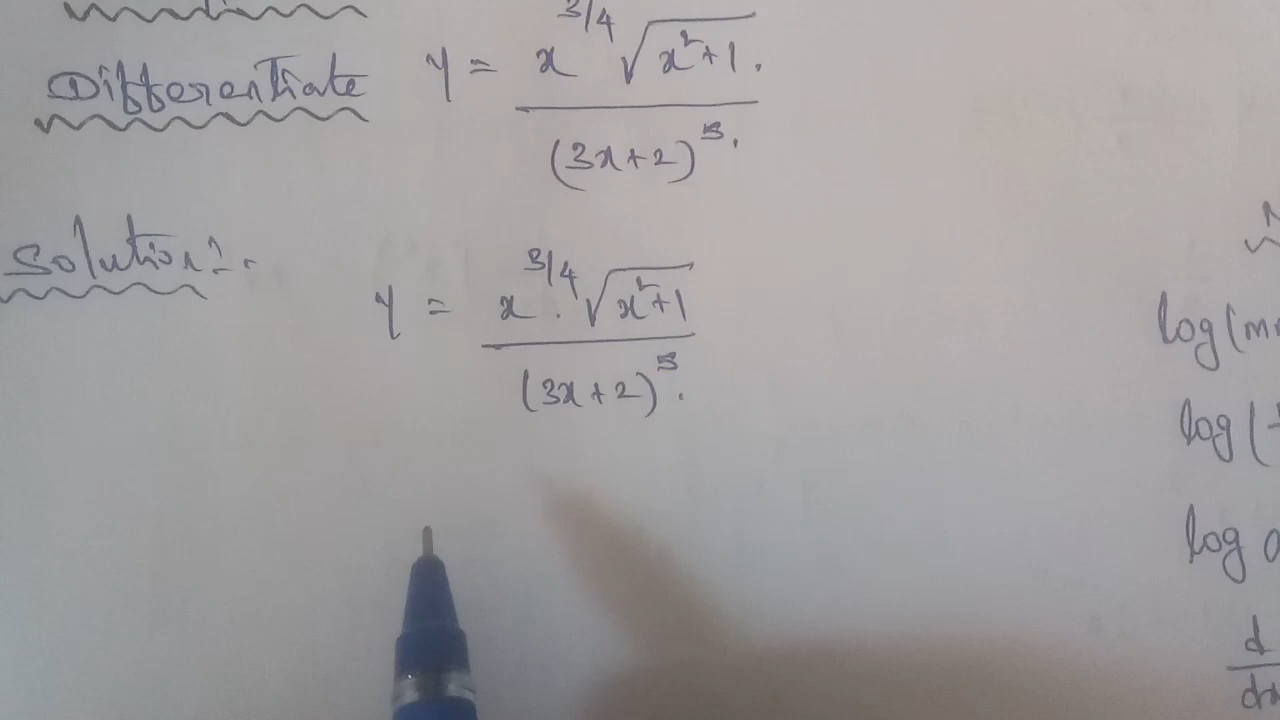 Differentiate y = x^3/4 √x²+1 . / (3x+2)^5 .
Solution:-
y = x^3/4 . √x²+1 / (3x+2)^5 .
log(m
log(
log
d